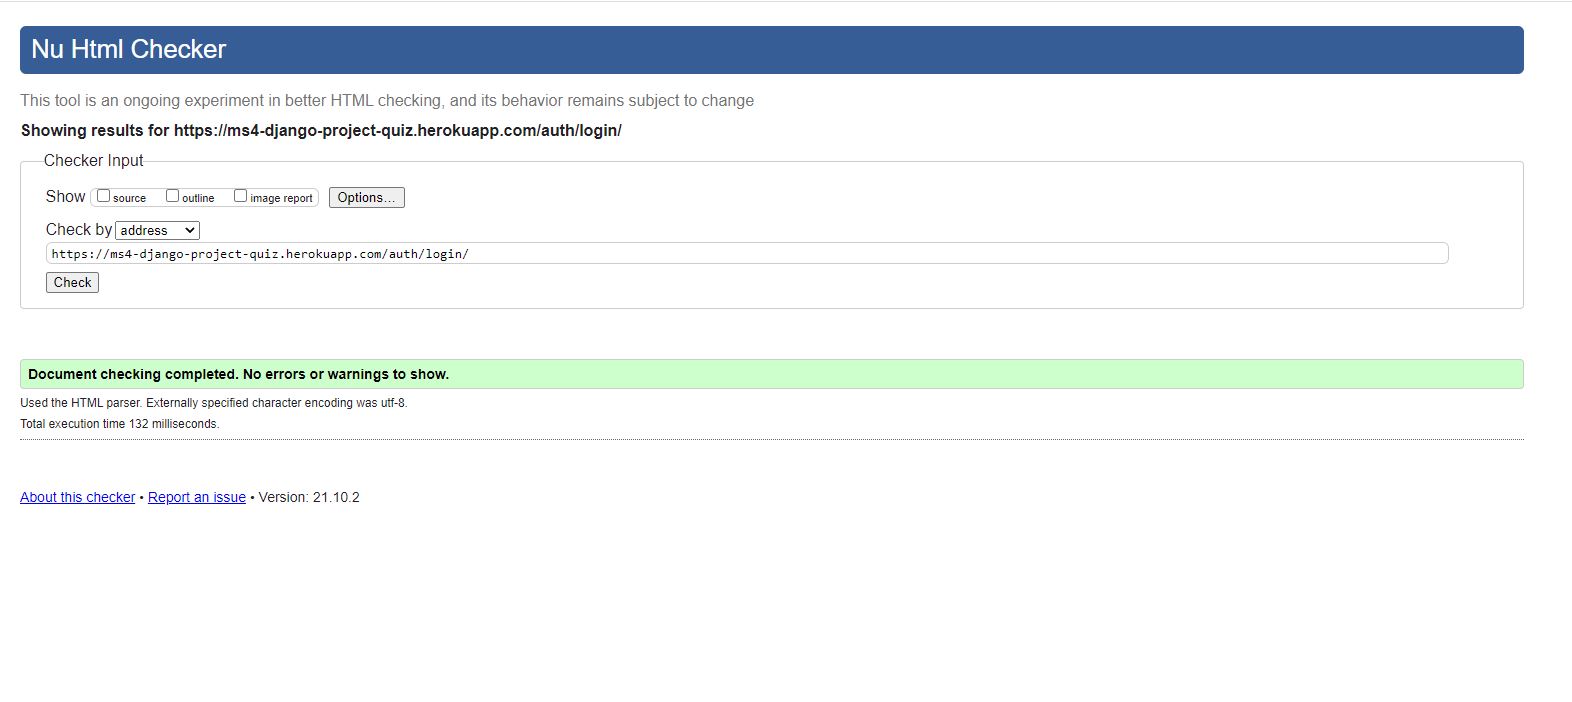 Nu Html Checker
This tool is an ongoing experiment in better HTML checking, and its behavior remains subject to change
Showing results for https://ms4-django-project-quiz.herokuapp.com/auth/login/
Checker Input
Show source outline image report Options...
Check by address
https://ms4-django-project-quiz.herokuapp.com/auth/login/
Check
Document checking completed. No errors or warnings to show.
Used the HTML parser. Externally specified character encoding was utf-8.
Total execution time 132 milliseconds.
About this checker • Report an issue • Version: 21.10.2